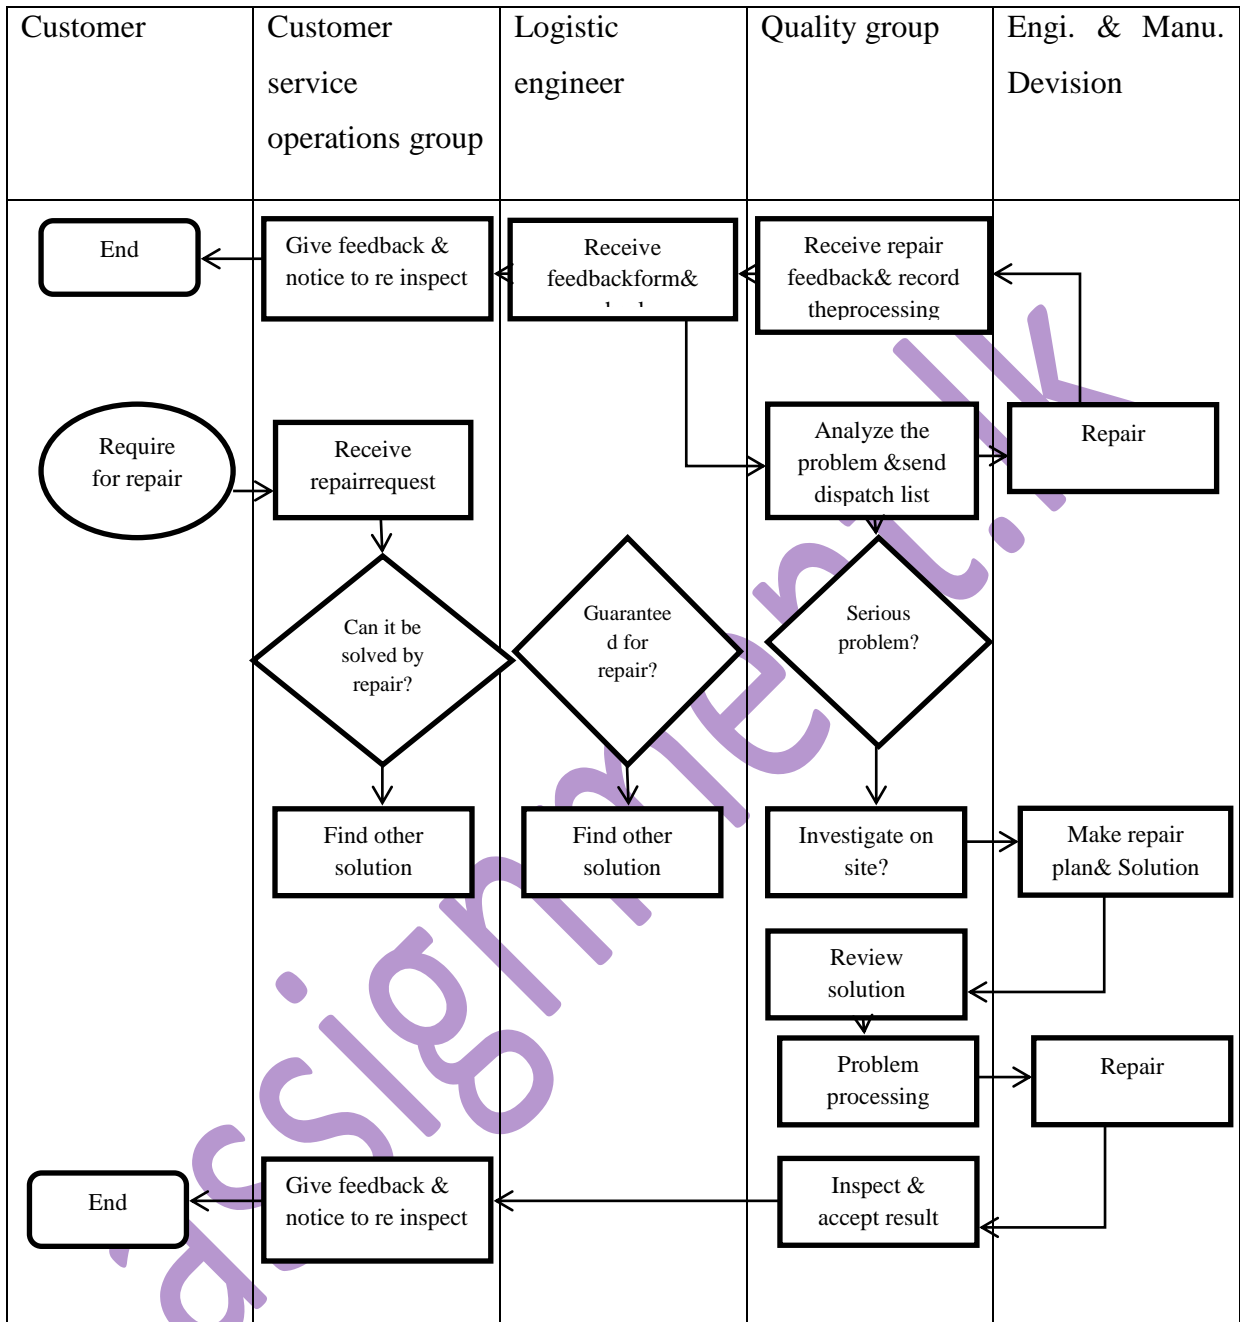 Customer
Customer
service
operations group
Logistic
engineer
Quality group
Engi. & Manu.
Devision
End
Give feedback &
notice to re inspect
Receive
feedbackform&
Receive repair
feedback& record
theprocessing
Require
for repair
Receive
repairrequest
Analyze the
problem &send
dispatch list
Repair
Can it be
solved by
repair?
Guarantee
d for
repair?
Serious
problem?
Find other
solution
Find other
solution
Investigate on
site?
Make repair
plan& Solution
Review
solution
Problem
processing
Repair
End
Give feedback &
notice to re inspect
Inspect &
accept result
assignment.lk